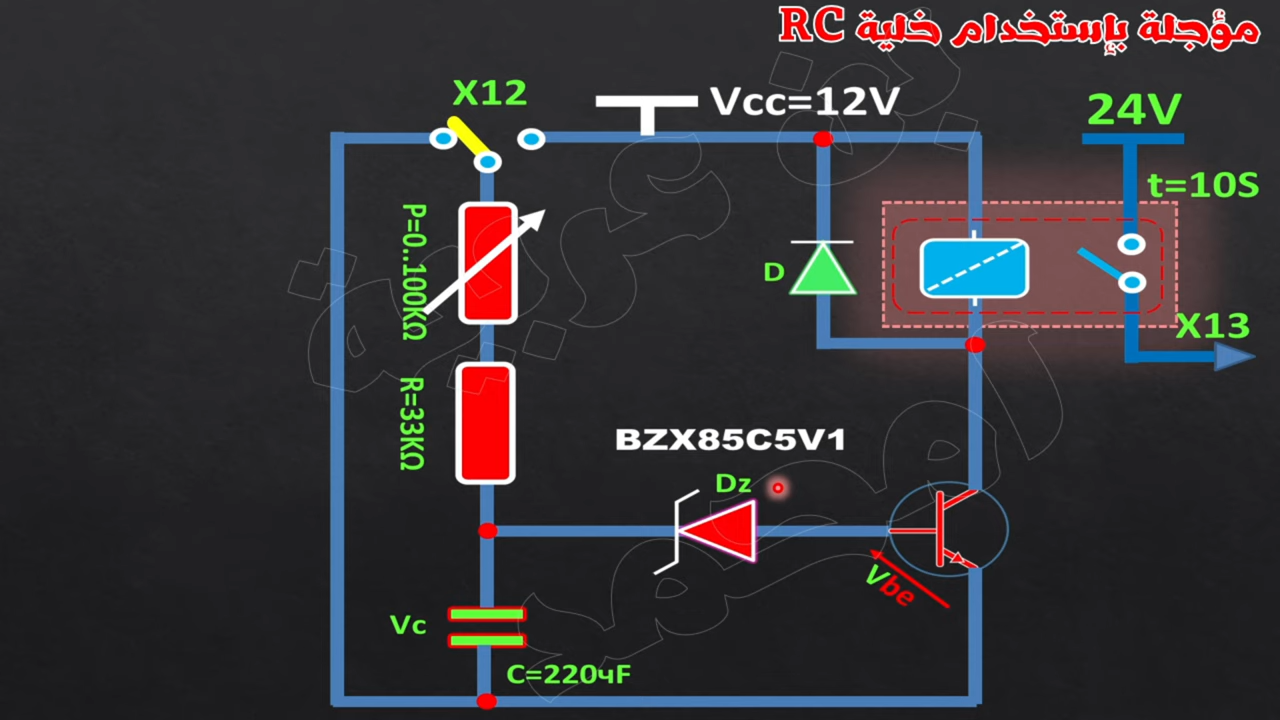 مؤجلة بإستخدام خلية RC
X12
Vcc=12V
24V
t=10S
P=0..100KΩ
D
X13
R=33KΩ
BZX85C5V1
Dz
Vbe
Vc
C=220чF